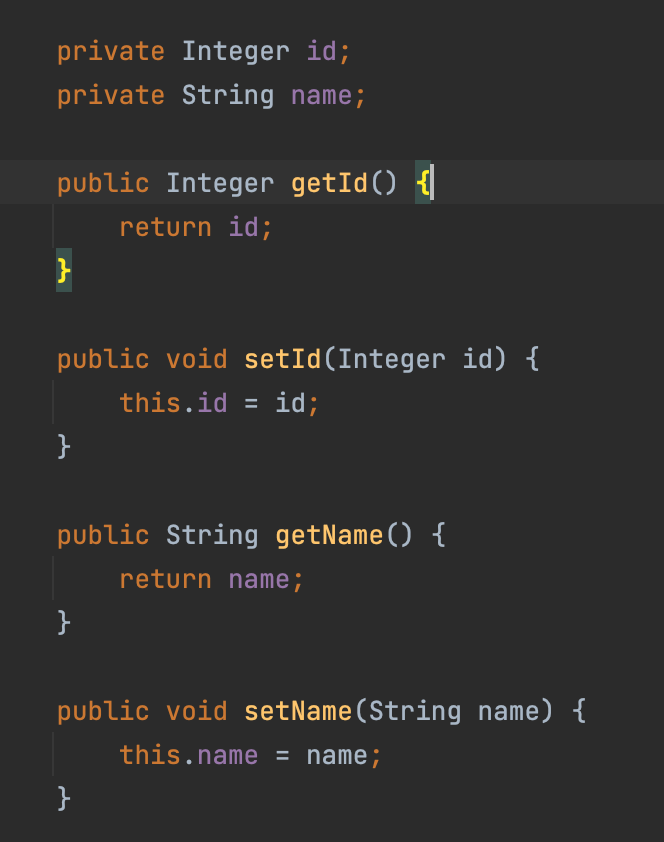 private Integer id;
private String name;
public Integer getId() {
return id;
}
public void setId(Integer id) {
this.id = id;
}
public String getName() {
return name;
}
public void setName(String name) {
this.name = name;
}